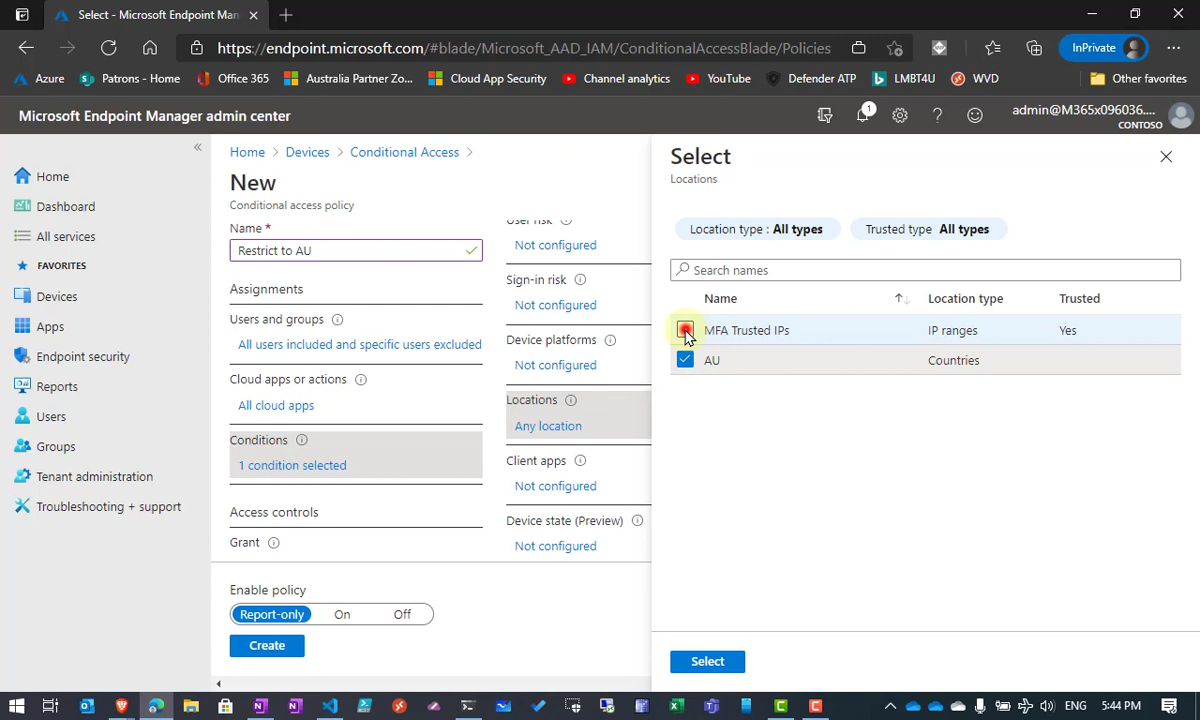 Select - Microsoft Endpoint Man
https://endpoint.microsoft.com/#blade/Microsoft_AAD_IAM/ConditionalAccessBlade/Policies
InPrivate
Azure
Patrons - Home
Office 365
Australia Partner Zo...
Cloud App Security
Channel analytics
YouTube
Defender ATP
LMBT4U
WVD
Other favorites
Microsoft Endpoint Manager admin center
1
admin@M365x096036....
CONTOSO
Home
Dashboard
All services
FAVORITES
Devices
Apps
Endpoint security
Reports
Users
Groups
Tenant administration
Troubleshooting + support
Home > Devices > Conditional Access >
New
Conditional access policy
Name *
Restrict to AU
Assignments
Users and groups
All users included and specific users excluded
Cloud apps or actions
All cloud apps
Conditions
1 condition selected
Access controls
Grant
Enable policy
Report-only On Off
Create
User risk
Not configured
Sign-in risk
Not configured
Device platforms
Not configured
Locations
Any location
Client apps
Not configured
Device state (Preview)
Not configured
Select
Locations
Location type : All types
Trusted type All types
Search names
Name Location type Trusted
MFA Trusted IPs IP ranges Yes
AU Countries
Select
ENG 5:44 PM